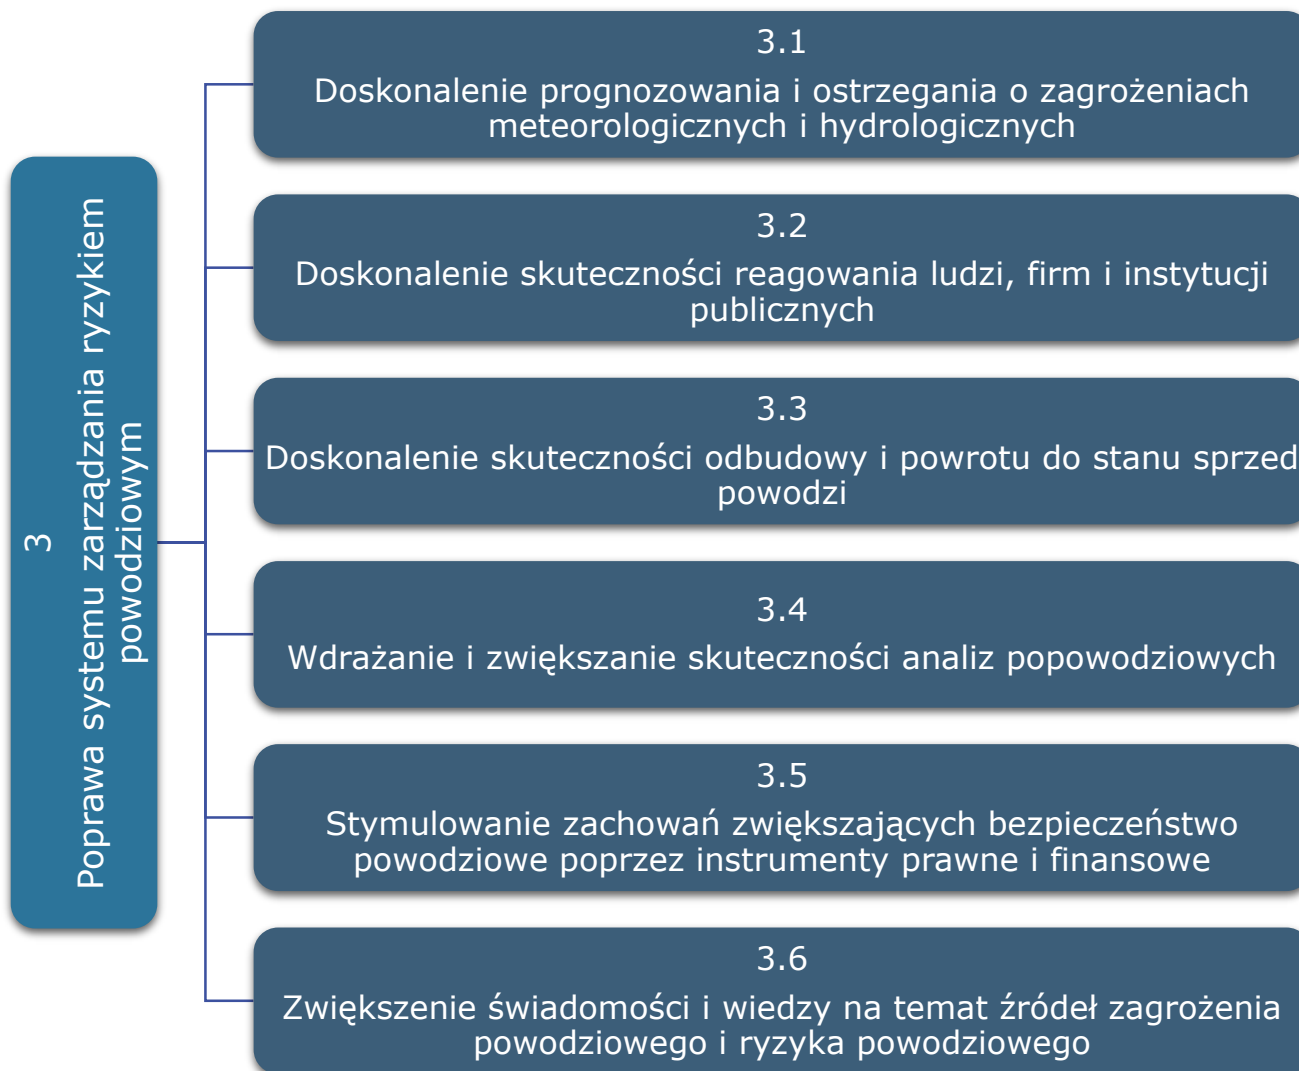 3
Poprawa systemu zarządzania ryzykiem
powodziowym
3.1
Doskonalenie prognozowania i ostrzegania o zagrożeniach
meteorologicznych i hydrologicznych
3.2
Doskonalenie skuteczności reagowania ludzi, firm i instytucji
publicznych
3.3
Doskonalenie skuteczności odbudowy i powrotu do stanu sprzed
powodzi
3.4
Wdrażanie i zwiększanie skuteczności analiz popowodziowych
3.5
Stymulowanie zachowań zwiększających bezpieczeństwo
powodziowe poprzez instrumenty prawne i finansowe
3.6
Zwiększenie świadomości i wiedzy na temat źródeł zagrożenia
powodziowego i ryzyka powodziowego